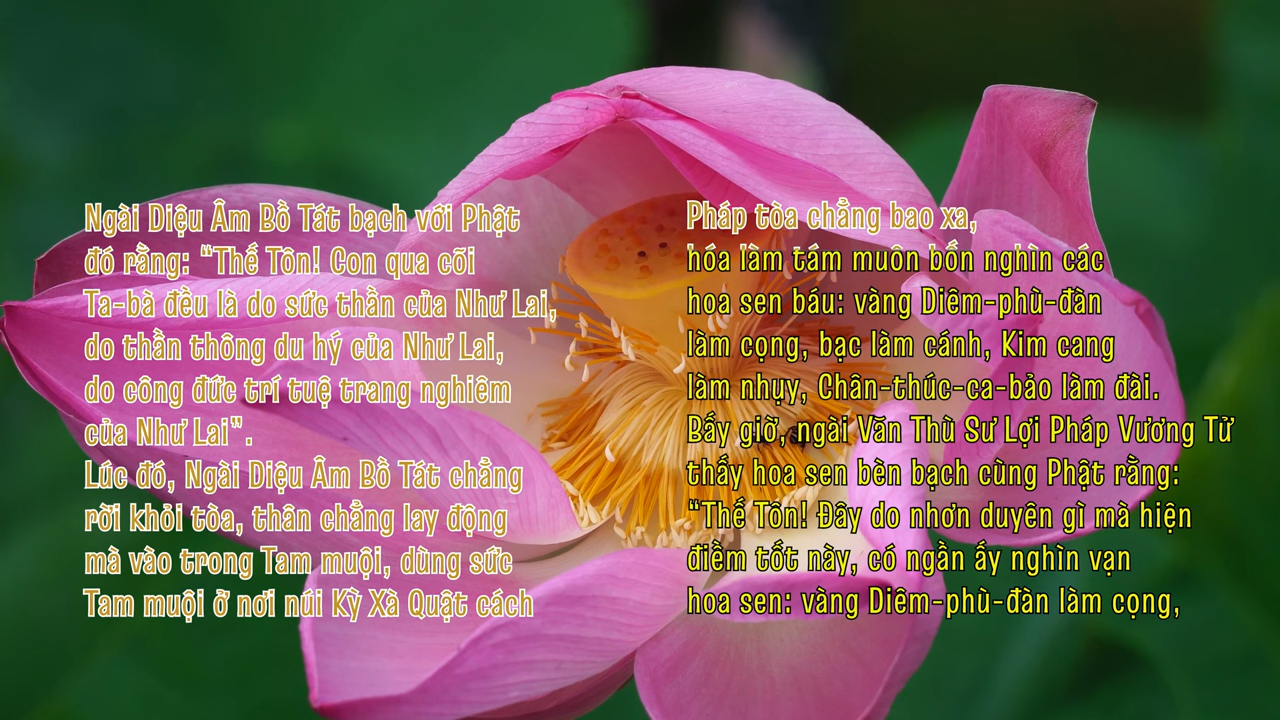 Ngài Diệu Âm Bồ Tát bạch với Phật
đó rằng: “Thế Tôn! Con qua cõi
Ta-bà đều là do sức thần của Như Lai,
do thần thông du hý của Như Lai,
do công đức trí tuệ trang nghiêm
của Như Lai”.
Lúc đó, Ngài Diệu Âm Bồ Tát chẳng
rời khỏi tòa, thân chẳng lay động
mà vào trong Tam muội, dùng sức
Tam muội ở nơi núi Kỳ Xà Quật cách
Pháp tòa chẳng bao xa,
hóa làm tám muôn bốn nghìn các
hoa sen báu: vàng Diêm-phù-đàn
làm cọng, bạc làm cánh, Kim cang
làm nhụy, Chân-thúc-ca-bảo làm đài.
Bấy giờ, ngài Văn Thù Sư Lợi Pháp Vương Tử
thấy hoa sen bèn bạch cùng Phật rằng:
“Thế Tôn! Đây do nhơn duyên gì mà hiện
điềm tốt này, có ngần ấy nghìn vạn
hoa sen: vàng Diêm-phù-đàn làm cọng,